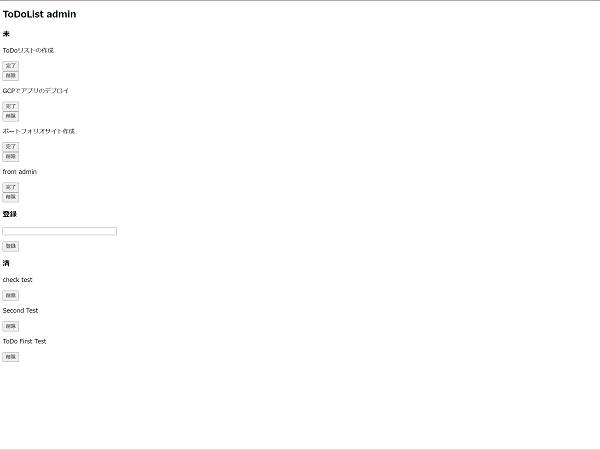 ToDoList admin
未
ToDoリストの作成
完了
削除
GCPでアプリのデプロイ
完了
削除
ポートフォリオサイト作成
完了
削除
from admin
完了
削除
登録
登録
済
check test
削除
Second Test
削除
ToDo First Test
削除